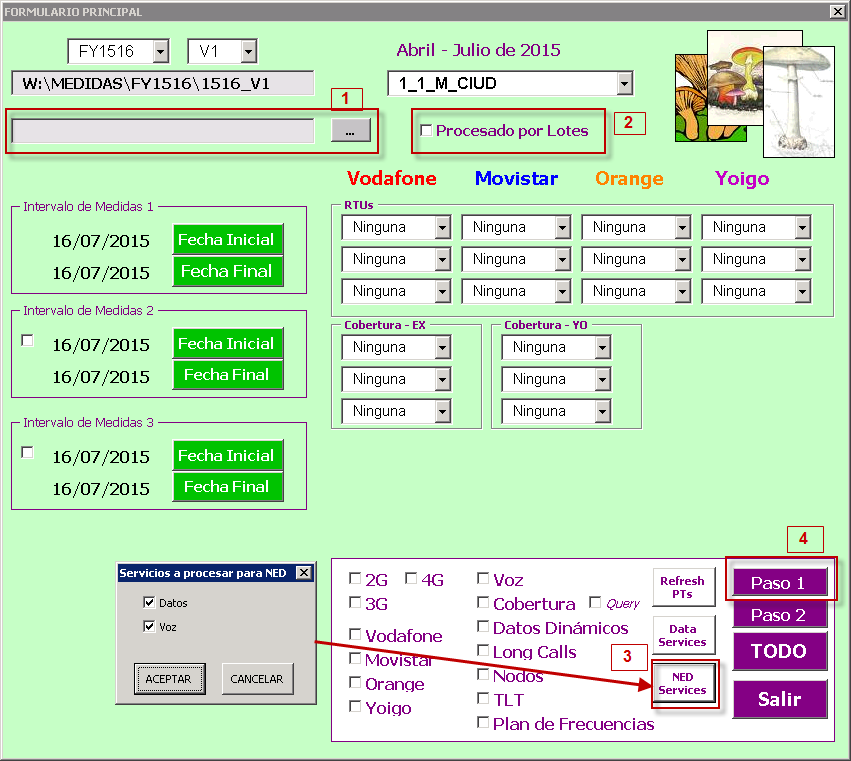 FORMULARIO PRINCIPAL
FY1516 V1
Abril - Julio de 2015
W:\MEDIDAS\FY1516\1516_V1
1_1_M_CIUD
1
...
Procesado por Lotes
2
Vodafone Movistar Orange Yoigo
Intervalo de Medidas 1
16/07/2015 Fecha Inicial
16/07/2015 Fecha Final
RTUs
Ninguna Ninguna Ninguna Ninguna
Ninguna Ninguna Ninguna Ninguna
Ninguna Ninguna Ninguna Ninguna
Intervalo de Medidas 2
16/07/2015 Fecha Inicial
16/07/2015 Fecha Final
Cobertura - EX
Ninguna
Ninguna
Ninguna
Cobertura - YO
Ninguna
Ninguna
Ninguna
Intervalo de Medidas 3
16/07/2015 Fecha Inicial
16/07/2015 Fecha Final
Servicios a procesar para NED
Datos
Voz
ACEPTAR CANCELAR
2G 4G
3G
Vodafone
Movistar
Orange
Yoigo
Voz
Cobertura Query
Datos Dinámicos
Long Calls
Nodos
TLT
Plan de Frecuencias
Refresh
PTs
Data
Services
3
NED
Services
4
Paso 1
Paso 2
TODO
Salir